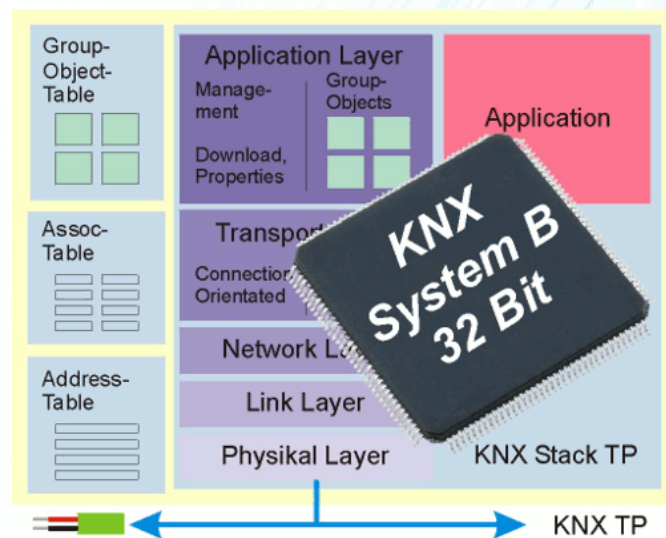 Group-
Object-
Table
Assoc-
Table
Address-
Table
Application Layer
Manage-
ment
Download,
Properties
Group-
Objects
Application
Transport
Connection
Orientated
Network La
Link Layer
Physikal Layer
KNX
System B
32 Bit
KNX Stack TP
KNX TP